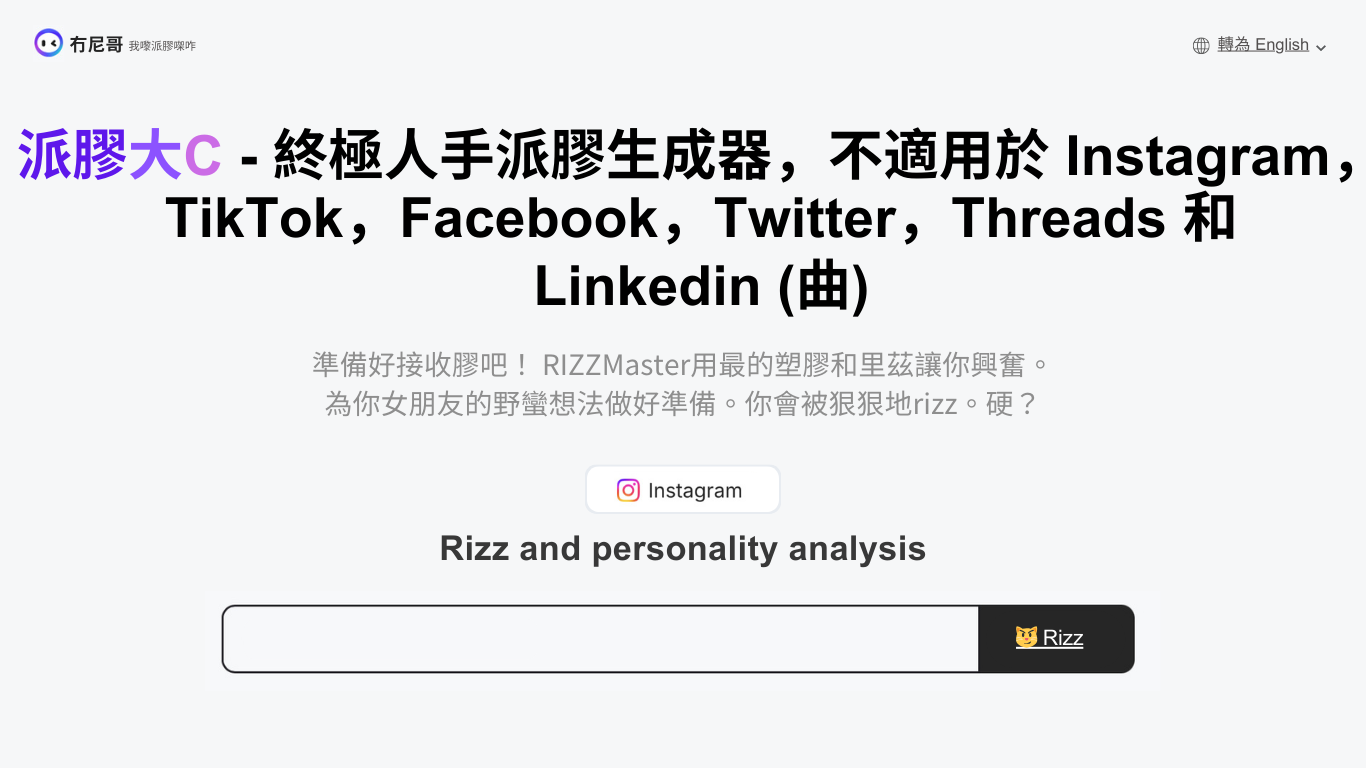 冇尼哥 我嚟派膠㗎咋
轉為 English
派膠大C - 終極人手派膠生成器，不適用於 Instagram，
TikTok，Facebook，Twitter，Threads 和
Linkedin (曲)
準備好接收膠吧！ RIZZMaster用最的塑膠和里茲讓你興奮。
為你女朋友的野蠻想法做好準備。你會被狠狠地rizz。硬？
Instagram
Rizz and personality analysis
😼 Rizz